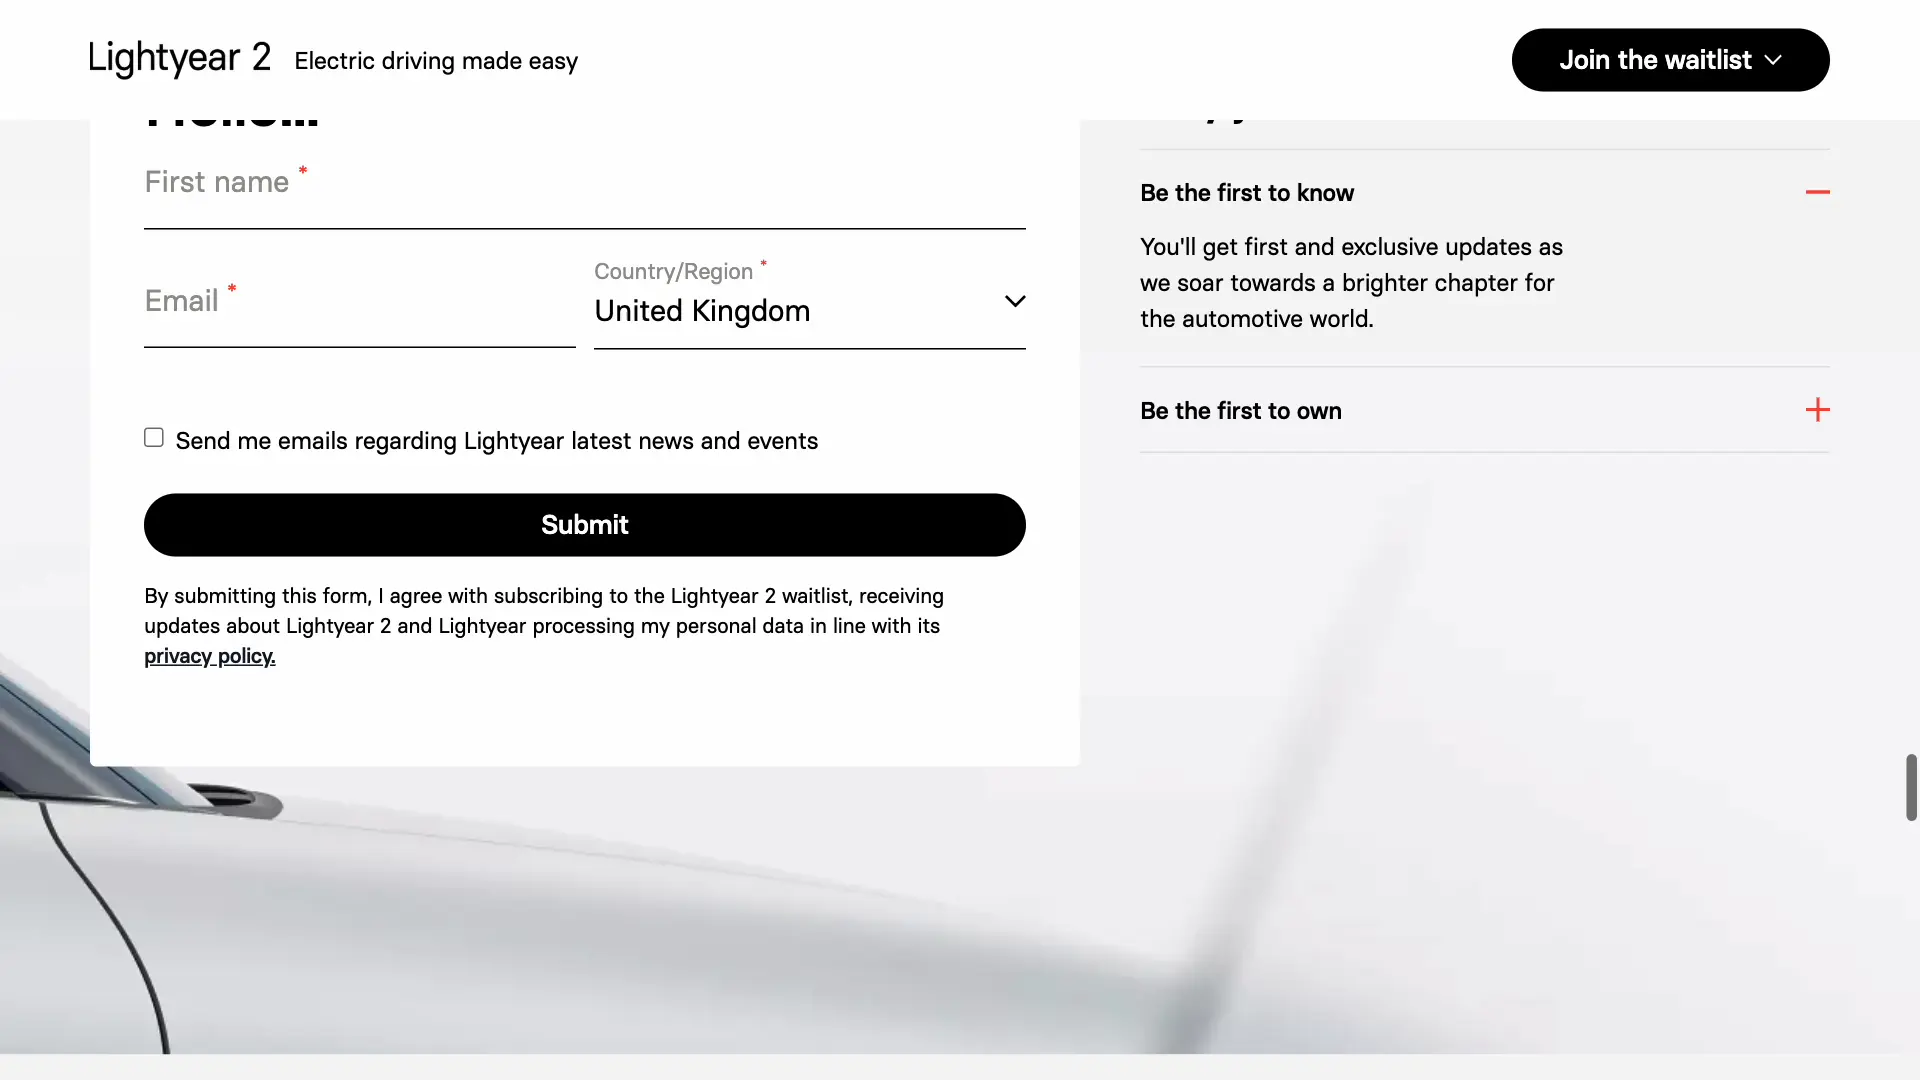 Lightyear 2 Electric driving made easy
Join the waitlist
First name *
Email *
Country/Region *
United Kingdom
Send me emails regarding Lightyear latest news and events
Submit
By submitting this form, I agree with subscribing to the Lightyear 2 waitlist, receiving
updates about Lightyear 2 and Lightyear processing my personal data in line with its
privacy policy.
Be the first to know
You'll get first and exclusive updates as
we soar towards a brighter chapter for
the automotive world.
Be the first to own